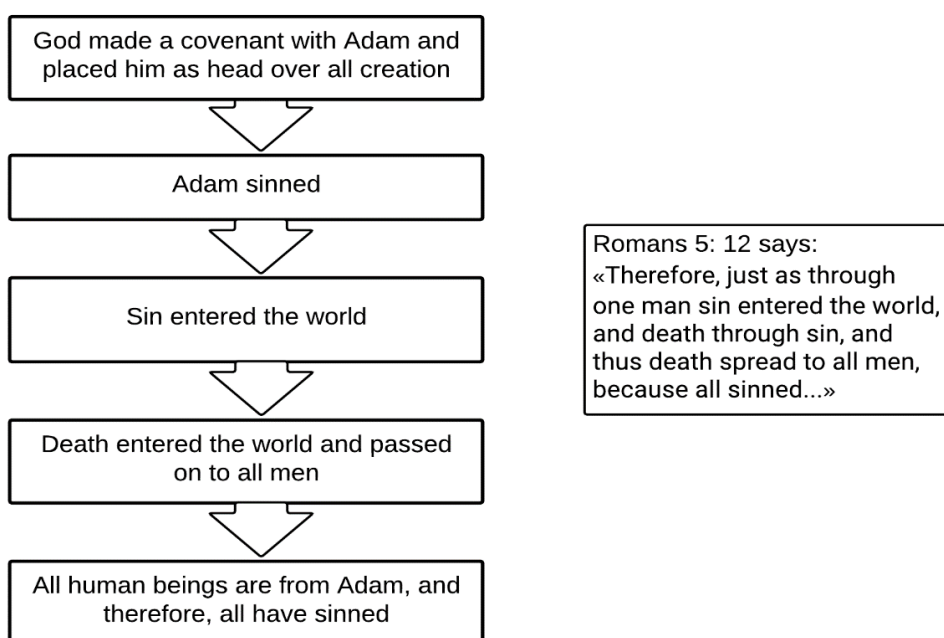 God made a covenant with Adam and
placed him as head over all creation
Adam sinned
Sin entered the world
Death entered the world and passed
on to all men
All human beings are from Adam, and
therefore, all have sinned
Romans 5: 12 says:
«Therefore, just as through
one man sin entered the world,
and death through sin, and
thus death spread to all men,
because all sinned...»